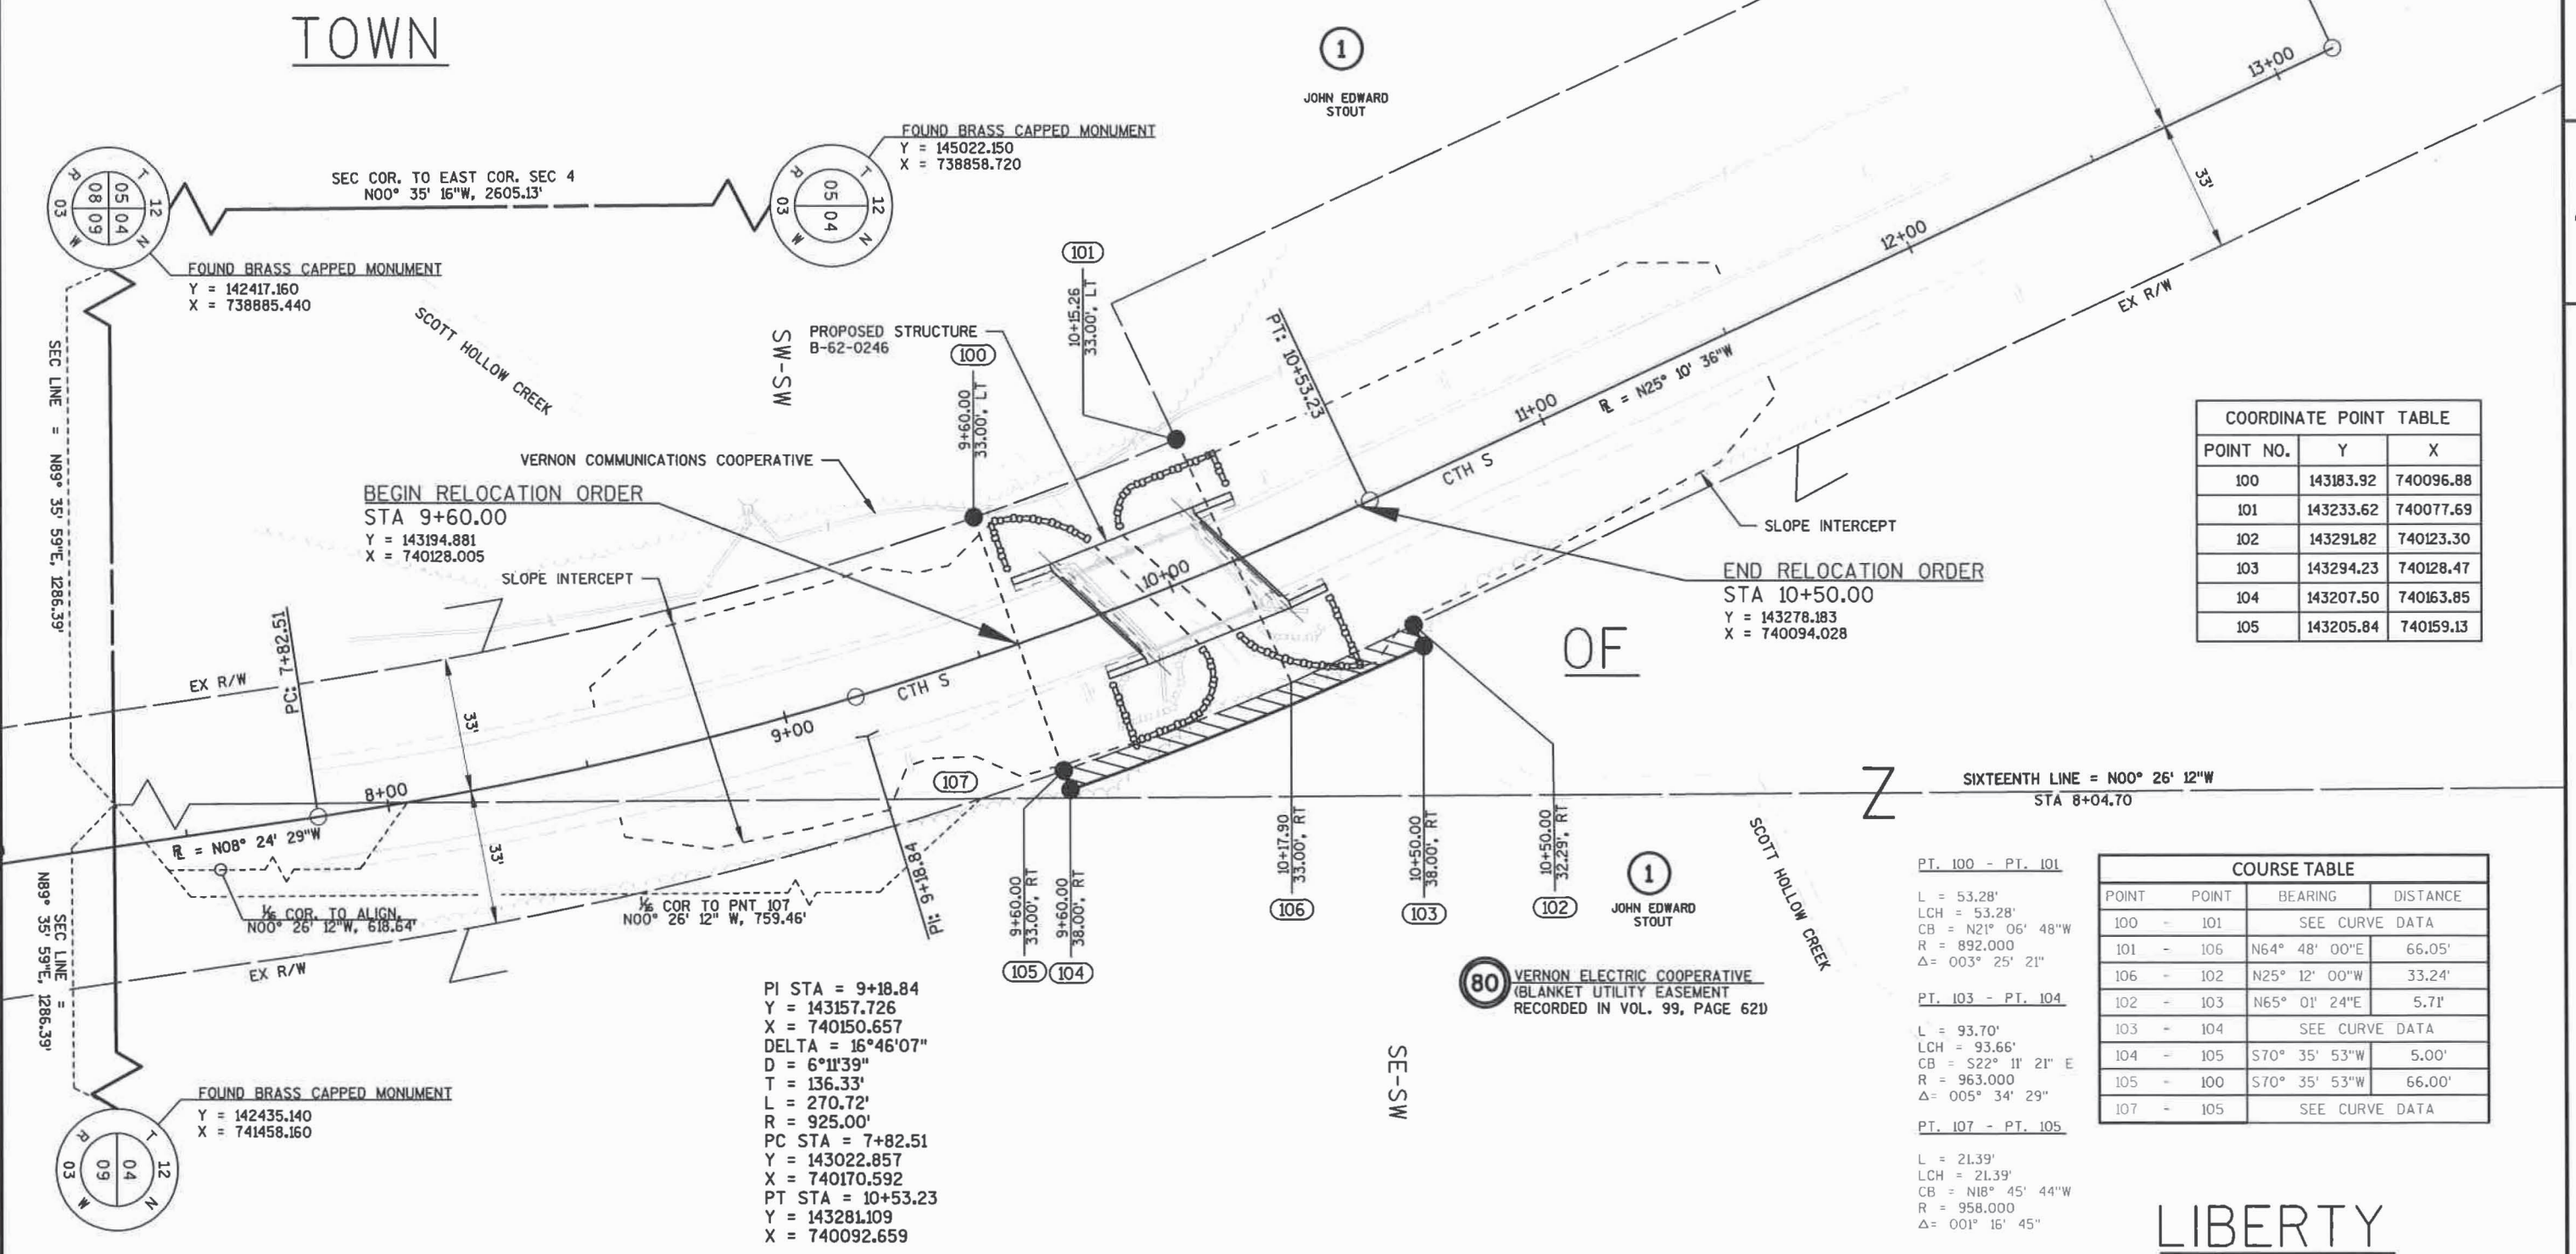 TOWN
1
JOHN EDWARD
STOUT
FOUND BRASS CAPPED MONUMENT
Y = 145022.150
X = 738858.720
SEC COR. TO EAST COR. SEC 4
N00° 35' 16"W, 2605.13'
T 12 N
R 03 W
05 04
08 09
T 12 N
R 03 W
05 04
FOUND BRASS CAPPED MONUMENT
Y = 142417.160
X = 738885.440
SCOTT HOLLOW CREEK
SEC LINE = N89° 35' 59"E, 1286.39'
SW-SW
PROPOSED STRUCTURE
B-62-0246
100
9+60.00
33.00', LT
101
10+15.26
33.00', LT
PT: 10+53.23
13+00
12+00
11+00
10+00
9+00
8+00
33'
EX R/W
PL = N25° 10' 36"W
CTH S
VERNON COMMUNICATIONS COOPERATIVE
BEGIN RELOCATION ORDER
STA 9+60.00
Y = 143194.881
X = 740128.005
SLOPE INTERCEPT
SLOPE INTERCEPT
END RELOCATION ORDER
STA 10+50.00
Y = 143278.183
X = 740094.028
OF
COORDINATE POINT TABLE
POINT NO. Y X
100 143183.92 740096.88
101 143233.62 740077.69
102 143291.82 740123.30
103 143294.23 740128.47
104 143207.50 740163.85
105 143205.84 740159.13
PC: 7+82.51
EX R/W
33'
33'
CTH S
107
PL = N08° 24' 29"W
1/16 COR. TO ALIGN.
N00° 26' 12"W, 618.64'
1/16 COR TO PNT 107
N00° 26' 12" W, 759.46'
EX R/W
PI: 9+18.84
9+60.00
33.00', RT
105
9+60.00
38.00', RT
104
10+17.90
33.00', RT
106
10+50.00
38.00', RT
103
10+50.00
32.29', RT
102
1
JOHN EDWARD
STOUT
SCOTT HOLLOW CREEK
Z
SIXTEENTH LINE = N00° 26' 12"W
STA 8+04.70
SEC LINE =
N89° 35' 59"E, 1286.39'
80
VERNON ELECTRIC COOPERATIVE
(BLANKET UTILITY EASEMENT
RECORDED IN VOL. 99, PAGE 621)
SE-SW
PI STA = 9+18.84
Y = 143157.726
X = 740150.657
DELTA = 16°46'07"
D = 6°11'39"
T = 136.33'
L = 270.72'
R = 925.00'
PC STA = 7+82.51
Y = 143022.857
X = 740170.592
PT STA = 10+53.23
Y = 143281.109
X = 740092.659
FOUND BRASS CAPPED MONUMENT
Y = 142435.140
X = 741458.160
T 12 N
R 03 W
04
09
PT. 100 - PT. 101
L = 53.28'
LCH = 53.28'
CB = N21° 06' 48"W
R = 892.000
Δ= 003° 25' 21"
PT. 103 - PT. 104
L = 93.70'
LCH = 93.66'
CB = S22° 11' 21" E
R = 963.000
Δ= 005° 34' 29"
PT. 107 - PT. 105
L = 21.39'
LCH = 21.39'
CB = N18° 45' 44"W
R = 958.000
Δ= 001° 16' 45"
COURSE TABLE
POINT POINT BEARING DISTANCE
100 - 101 SEE CURVE DATA
101 - 106 N64° 48' 00"E 66.05'
106 - 102 N25° 12' 00"W 33.24'
102 - 103 N65° 01' 24"E 5.71'
103 - 104 SEE CURVE DATA
104 - 105 S70° 35' 53"W 5.00'
105 - 100 S70° 35' 53"W 66.00'
107 - 105 SEE CURVE DATA
LIBERTY